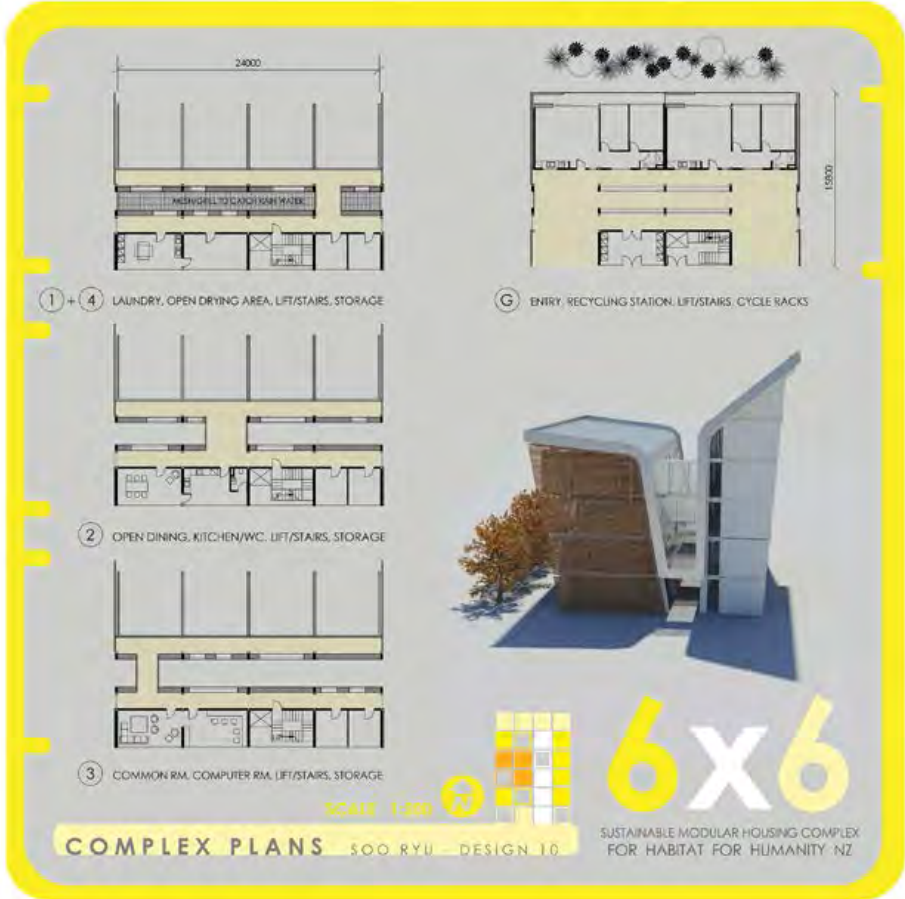 24000
MESH/GRILL TO CATCH RAIN WATER
15800
1 + 4 LAUNDRY, OPEN DRYING AREA, LIFT/STAIRS, STORAGE
G ENTRY, RECYCLING STATION, LIFT/STAIRS, CYCLE RACKS
2 OPEN DINING, KITCHEN/WC, LIFT/STAIRS, STORAGE
3 COMMON RM, COMPUTER RM, LIFT/STAIRS, STORAGE
SCALE 1:200
COMPLEX PLANS SOO RYU - DESIGN 10
6x6
SUSTAINABLE MODULAR HOUSING COMPLEX
FOR HABITAT FOR HUMANITY NZ